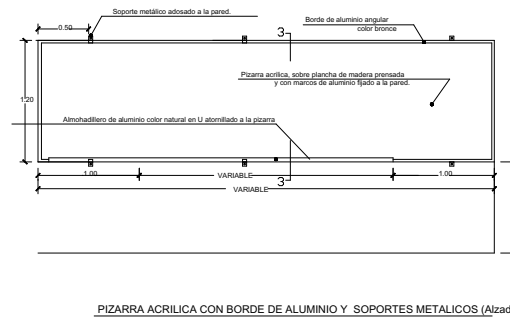 Soporte metálico adosado a la pared.
Borde de aluminio angular
color bronce
0.50
3
Pizarra acrilica, sobre plancha de madera prensada
y con marcos de aluminio fijado a la pared.
1.20
Almohadillero de aluminio color natural en U atornillado a la pizarra
1.00
VARIABLE
1.00
3
VARIABLE
PIZARRA ACRILICA CON BORDE DE ALUMINIO Y SOPORTES METALICOS (Alzad